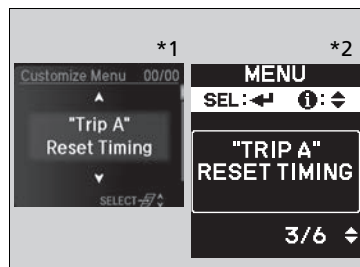 *1
Customize Menu 00/00
"Trip A"
Reset Timing
SELECT
*2
MENU
SEL: i:
"TRIP A"
RESET TIMING
3/6